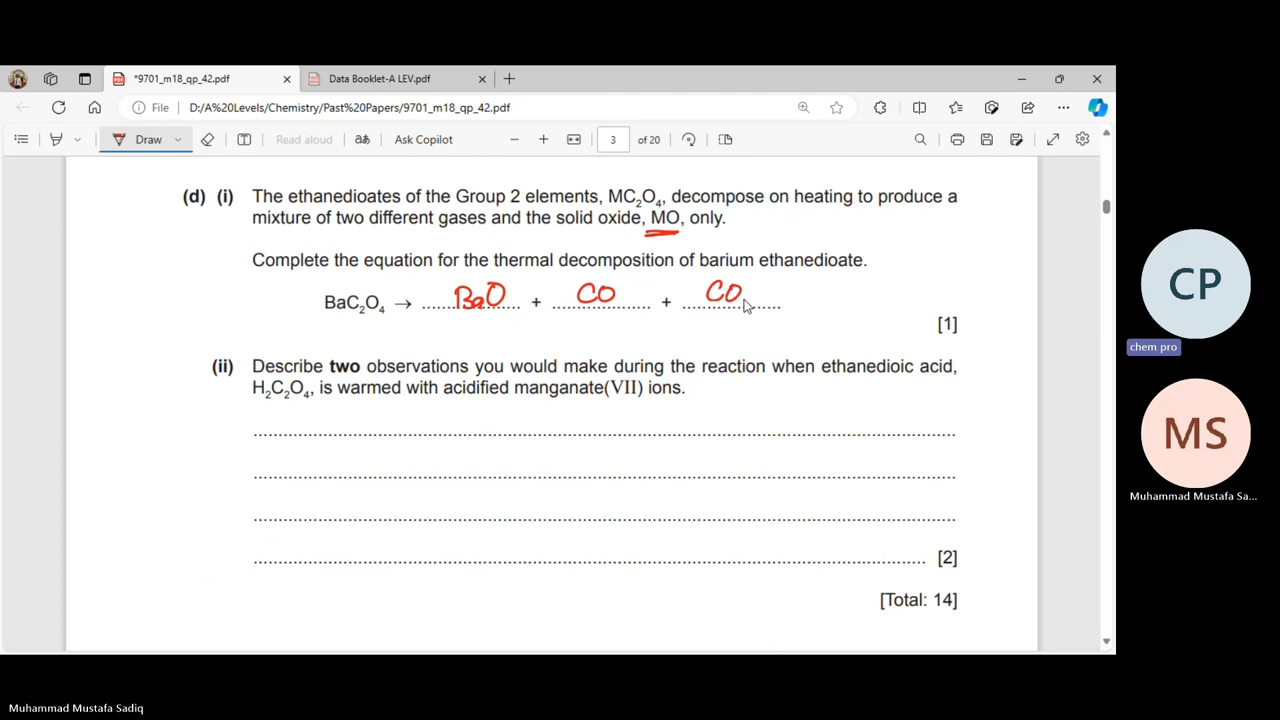 *9701_m18_qp_42.pdf
Data Booklet-A LEV.pdf
File
D:/A%20Levels/Chemistry/Past%20Papers/9701_m18_qp_42.pdf
Draw
Read aloud
aあ
Ask Copilot
3
of 20
(d) (i) The ethanedioates of the Group 2 elements, MC₂O₄, decompose on heating to produce a
mixture of two different gases and the solid oxide, MO, only.
Complete the equation for the thermal decomposition of barium ethanedioate.
BaC₂O₄ → ......BaO...... + ......CO...... + ......CO......
[1]
(ii) Describe two observations you would make during the reaction when ethanedioic acid,
H₂C₂O₄, is warmed with acidified manganate(VII) ions.
[2]
[Total: 14]
CP
chem pro
MS
Muhammad Mustafa Sa...
Muhammad Mustafa Sadiq